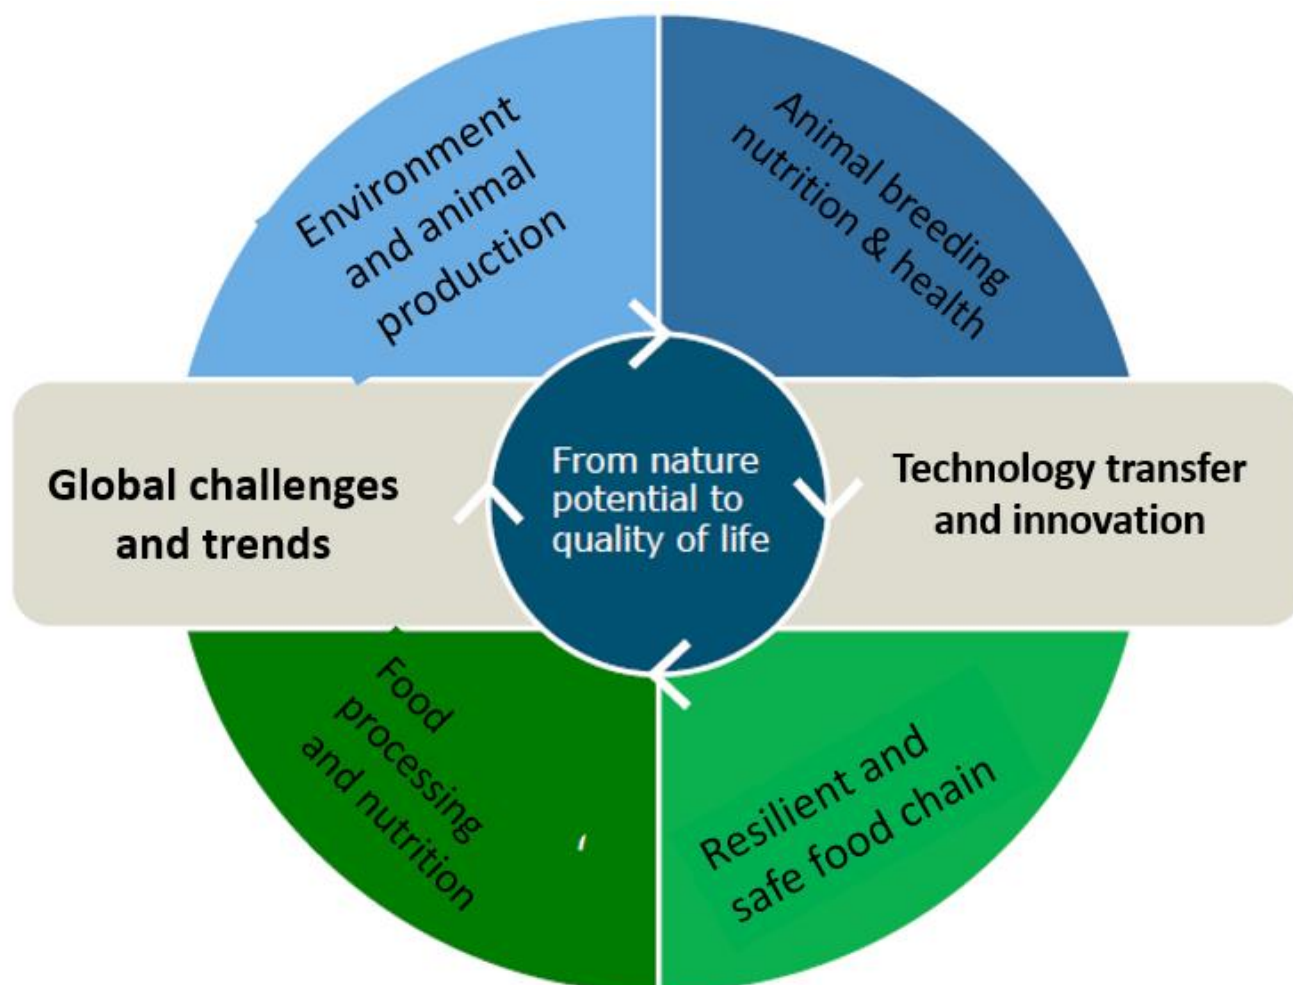 Environment
and animal
production
Animal breeding
nutrition & health
Global challenges
and trends
From nature
potential to
quality of life
Technology transfer
and innovation
Food
processing
and nutrition
Resilient and
safe food chain